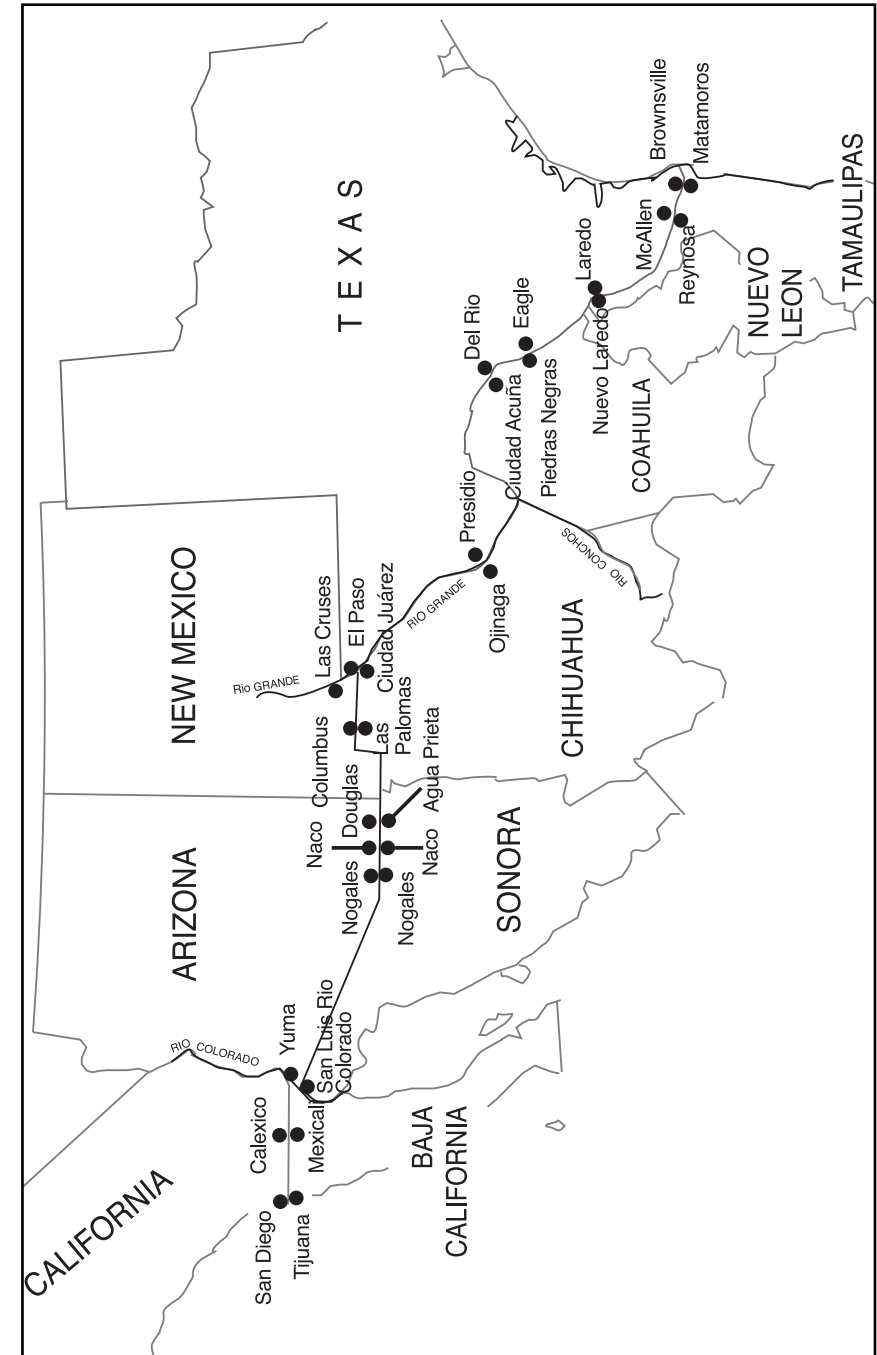 CALIFORNIA
ARIZONA
NEW MEXICO
TEXAS
RIO COLORADO
Rio GRANDE
San Diego
Tijuana
Calexico
Mexicali
Yuma
San Luis Rio
Colorado
Nogales
Nogales
Naco
Naco
Douglas
Agua Prieta
Columbus
Las
Palomas
Las Cruses
El Paso
Ciudad Juárez
RIO GRANDE
Presidio
Ojinaga
RIO CONCHOS
Del Rio
Ciudad Acuña
Eagle
Piedras Negras
Laredo
Nuevo Laredo
McAllen
Reynosa
Brownsville
Matamoros
BAJA
CALIFORNIA
SONORA
CHIHUAHUA
COAHUILA
NUEVO
LEON
TAMAULIPAS